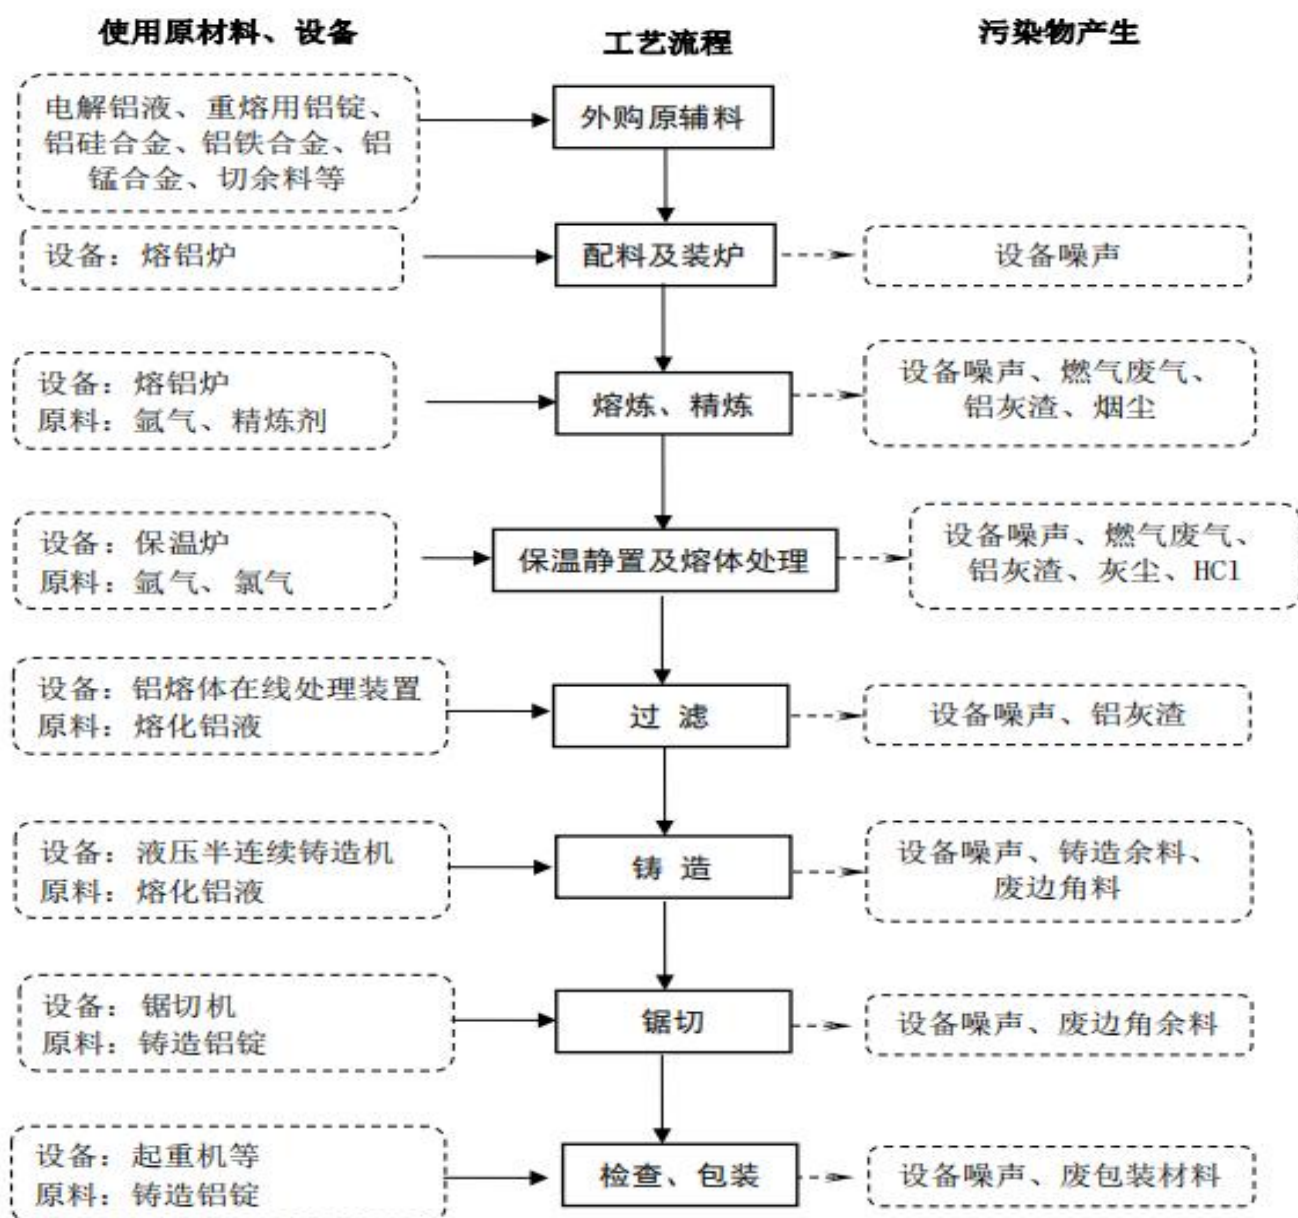 使用原材料、设备
工艺流程
污染物产生
电解铝液、重熔用铝锭、
铝硅合金、铝铁合金、铝
锰合金、切余料等
外购原辅料
设备：熔铝炉
配料及装炉
设备噪声
设备：熔铝炉
原料：氩气、精炼剂
熔炼、精炼
设备噪声、燃气废气、
铝灰渣、烟尘
设备：保温炉
原料：氩气、氯气
保温静置及熔体处理
设备噪声、燃气废气、
铝灰渣、灰尘、HCl
设备：铝熔体在线处理装置
原料：熔化铝液
过 滤
设备噪声、铝灰渣
设备：液压半连续铸造机
原料：熔化铝液
铸 造
设备噪声、铸造余料、
废边角料
设备：锯切机
原料：铸造铝锭
锯切
设备噪声、废边角余料
设备：起重机等
原料：铸造铝锭
检查、包装
设备噪声、废包装材料